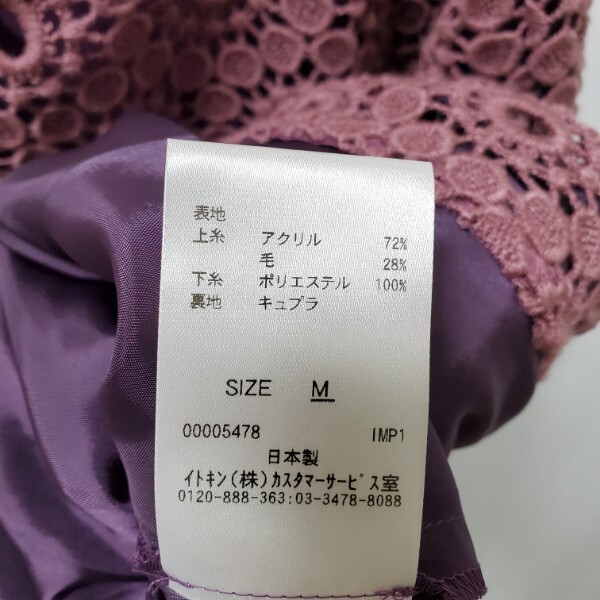 表地
上糸 アクリル 72%
毛 28%
下糸 ポリエステル 100%
裏地 キュプラ
SIZE M
00005478 IMP1
日本製
イトキン(株)カスタマーサービス室
0120-888-363:03-3478-8088